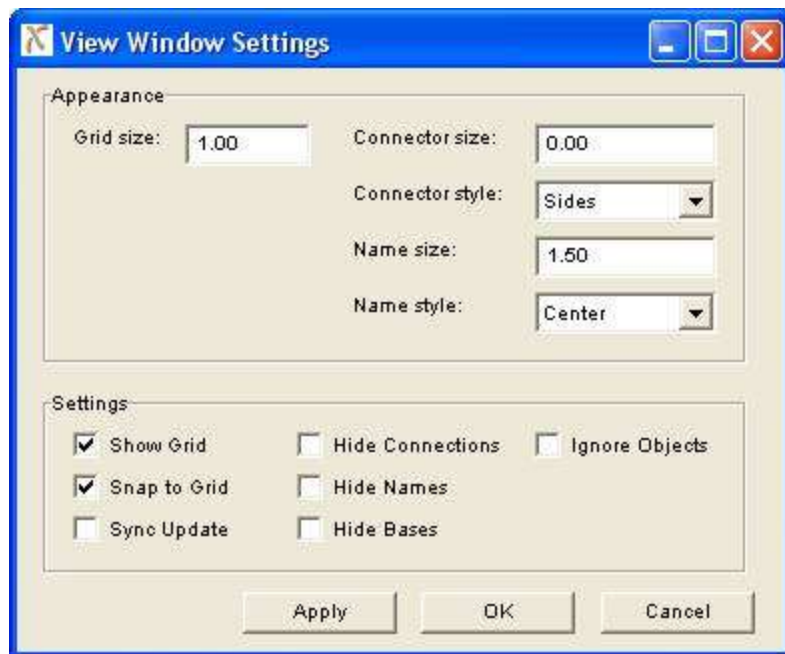 View Window Settings
Appearance
Grid size: 1.00 Connector size: 0.00
Connector style: Sides
Name size: 1.50
Name style: Center
Settings
Show Grid Hide Connections Ignore Objects
Snap to Grid Hide Names
Sync Update Hide Bases
Apply OK Cancel